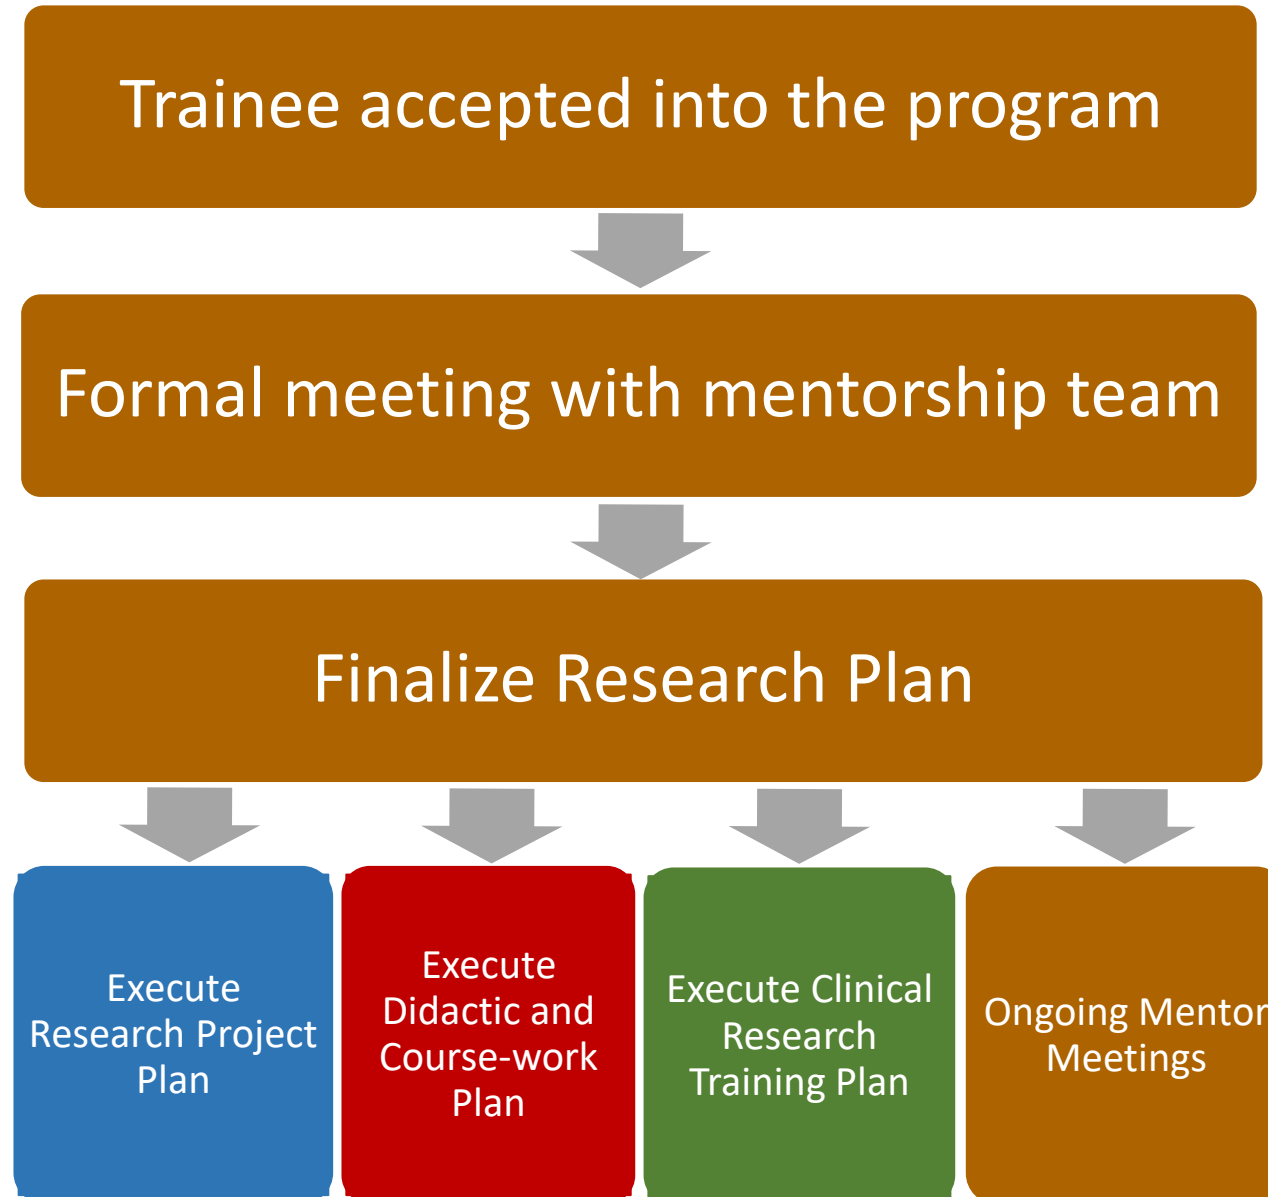 Trainee accepted into the program
Formal meeting with mentorship team
Finalize Research Plan
Execute
Research Project
Plan
Execute
Didactic and
Course-work
Plan
Execute Clinical
Research
Training Plan
Ongoing Mentor
Meetings